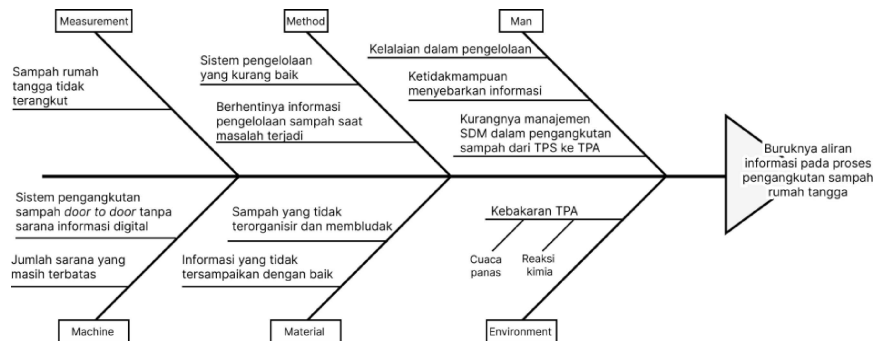 Measurement
Method
Man
Sampah rumah
tangga tidak
terangkut
Sistem pengelolaan
yang kurang baik
Berhentinya informasi
pengelolaan sampah saat
masalah terjadi
Kelalaian dalam pengelolaan
Ketidakmampuan
menyebarkan informasi
Kurangnya manajemen
SDM dalam pengangkutan
sampah dari TPS ke TPA
Buruknya aliran
informasi pada proses
pengangkutan sampah
rumah tangga
Sistem pengangkutan
sampah door to door tanpa
sarana informasi digital
Jumlah sarana yang
masih terbatas
Sampah yang tidak
terorganisir dan membludak
Informasi yang tidak
tersampaikan dengan baik
Kebakaran TPA
Cuaca
panas
Reaksi
kimia
Machine
Material
Environment